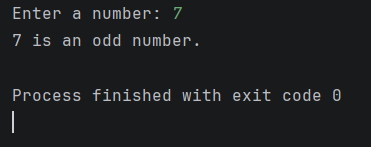 Enter a number: 7
7 is an odd number.
Process finished with exit code 0